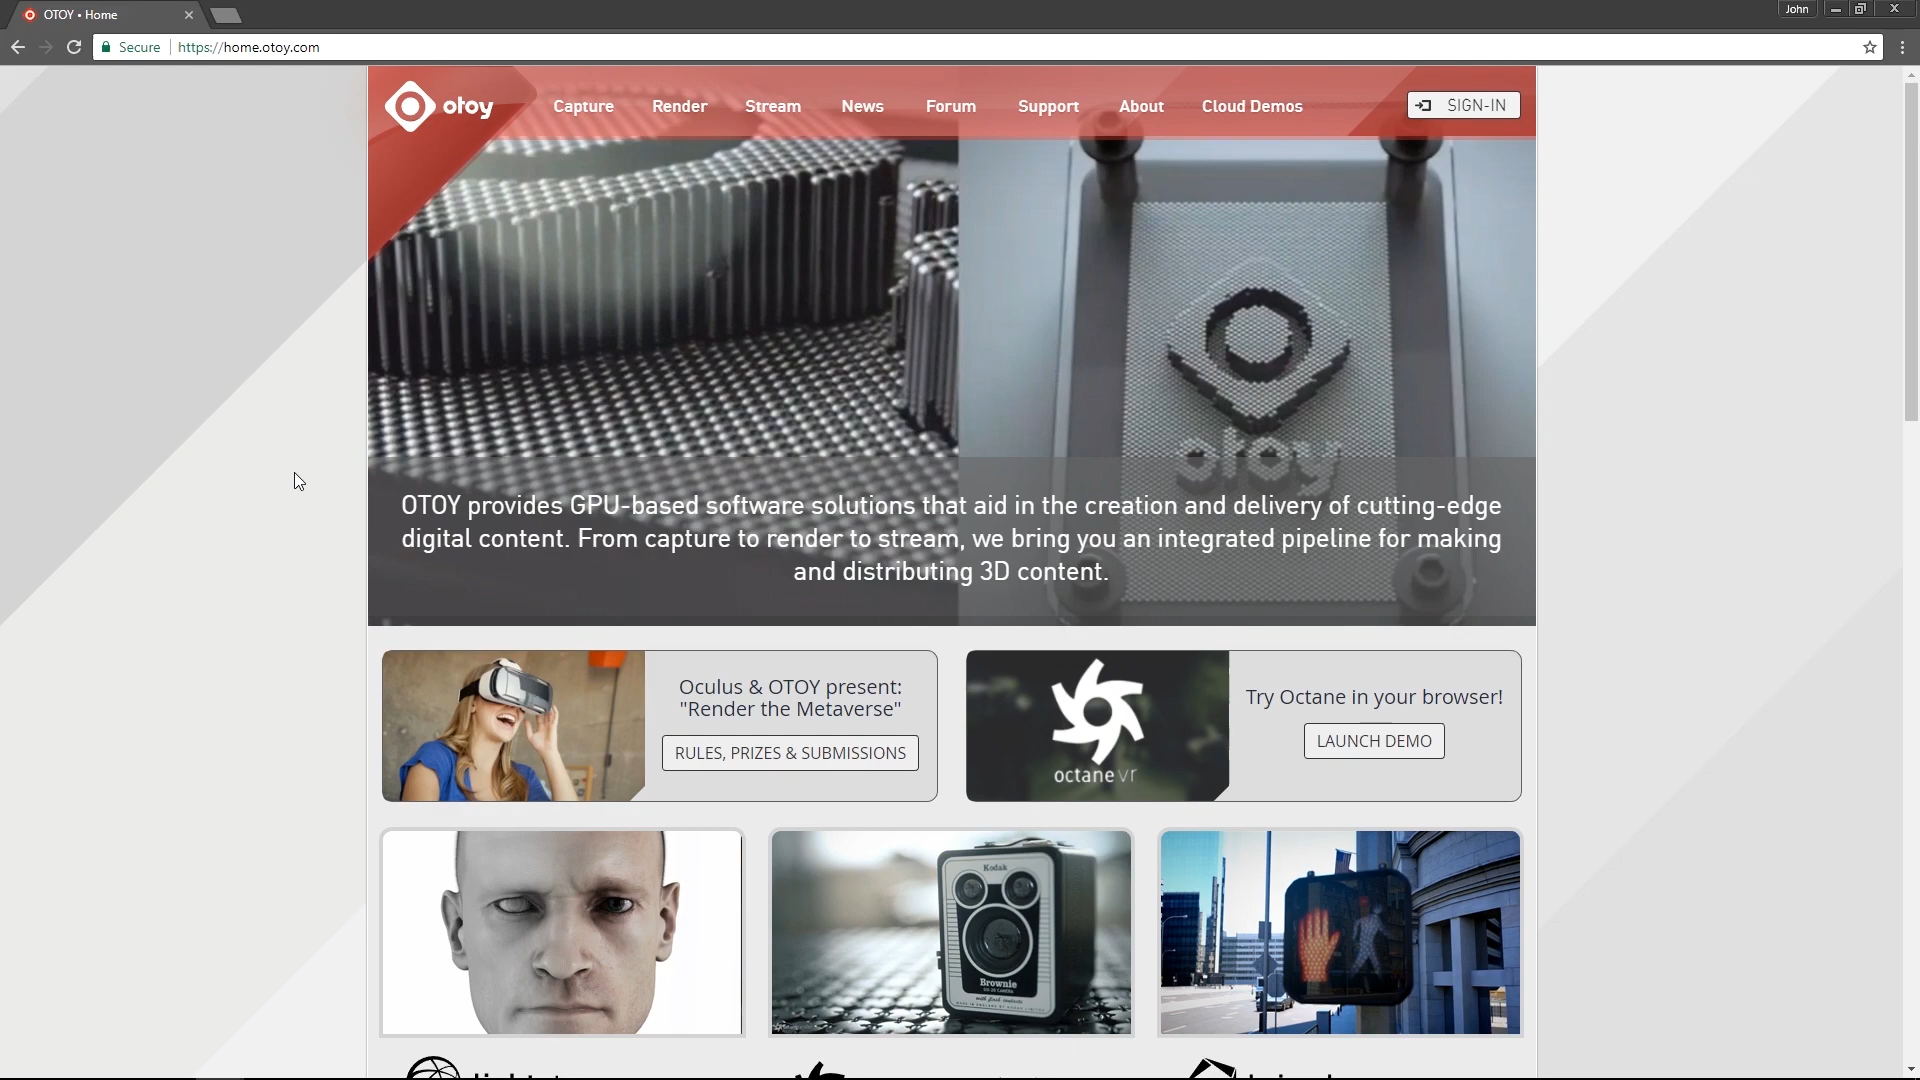 OTOY • Home
John
Secure
https://home.otoy.com
otoy
Capture
Render
Stream
News
Forum
Support
About
Cloud Demos
SIGN-IN
otoy
OTOY provides GPU-based software solutions that aid in the creation and delivery of cutting-edge
digital content. From capture to render to stream, we bring you an integrated pipeline for making
and distributing 3D content.
Oculus & OTOY present:
"Render the Metaverse"
RULES, PRIZES & SUBMISSIONS
octane vr
Try Octane in your browser!
LAUNCH DEMO
Kodak
Brownie